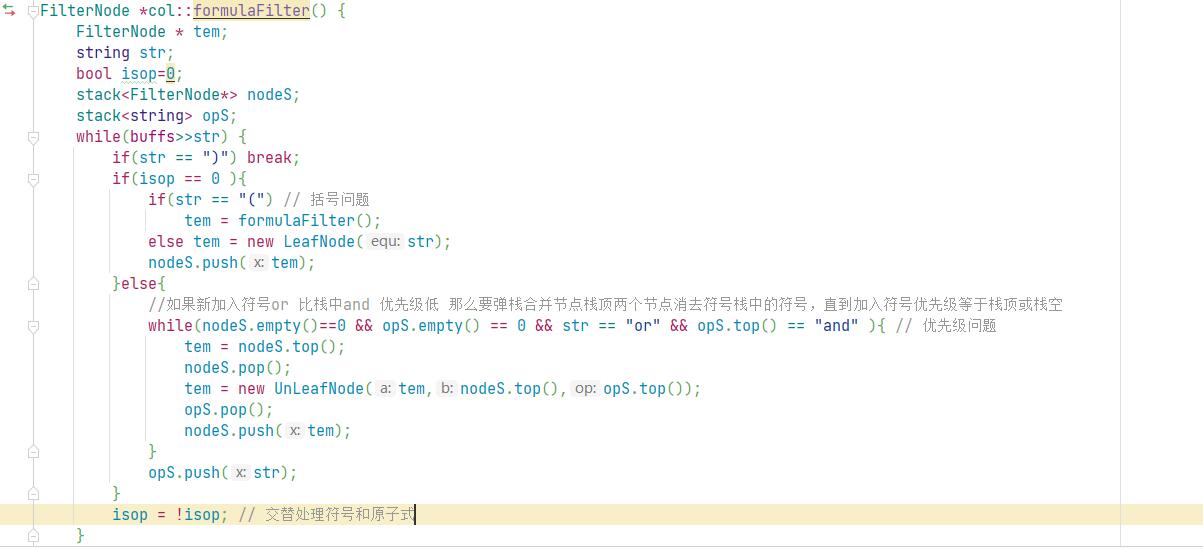 FilterNode *col::formulaFilter() {
    FilterNode * tem;
    string str;
    bool isop=0;
    stack<FilterNode*> nodeS;
    stack<string> opS;
    while(buffs>>str) {
        if(str == ")") break;
        if(isop == 0 ){
            if(str == "(") // 括号问题
                tem = formulaFilter();
            else tem = new LeafNode( equ: str);
            nodeS.push( x: tem);
        }else{
            //如果新加入符号or 比栈中and 优先级低 那么要弹栈合并节点栈顶两个节点消去符号栈中的符号，直到加入符号优先级等于栈顶或栈空
            while(nodeS.empty()==0 && opS.empty() == 0 && str == "or" && opS.top() == "and" ){ // 优先级问题
                tem = nodeS.top();
                nodeS.pop();
                tem = new UnLeafNode( a: tem, b: nodeS.top(), op: opS.top());
                opS.pop();
                nodeS.push( x: tem);
            }
            opS.push( x: str);
        }
        isop = !isop; // 交替处理符号和原子式
    }